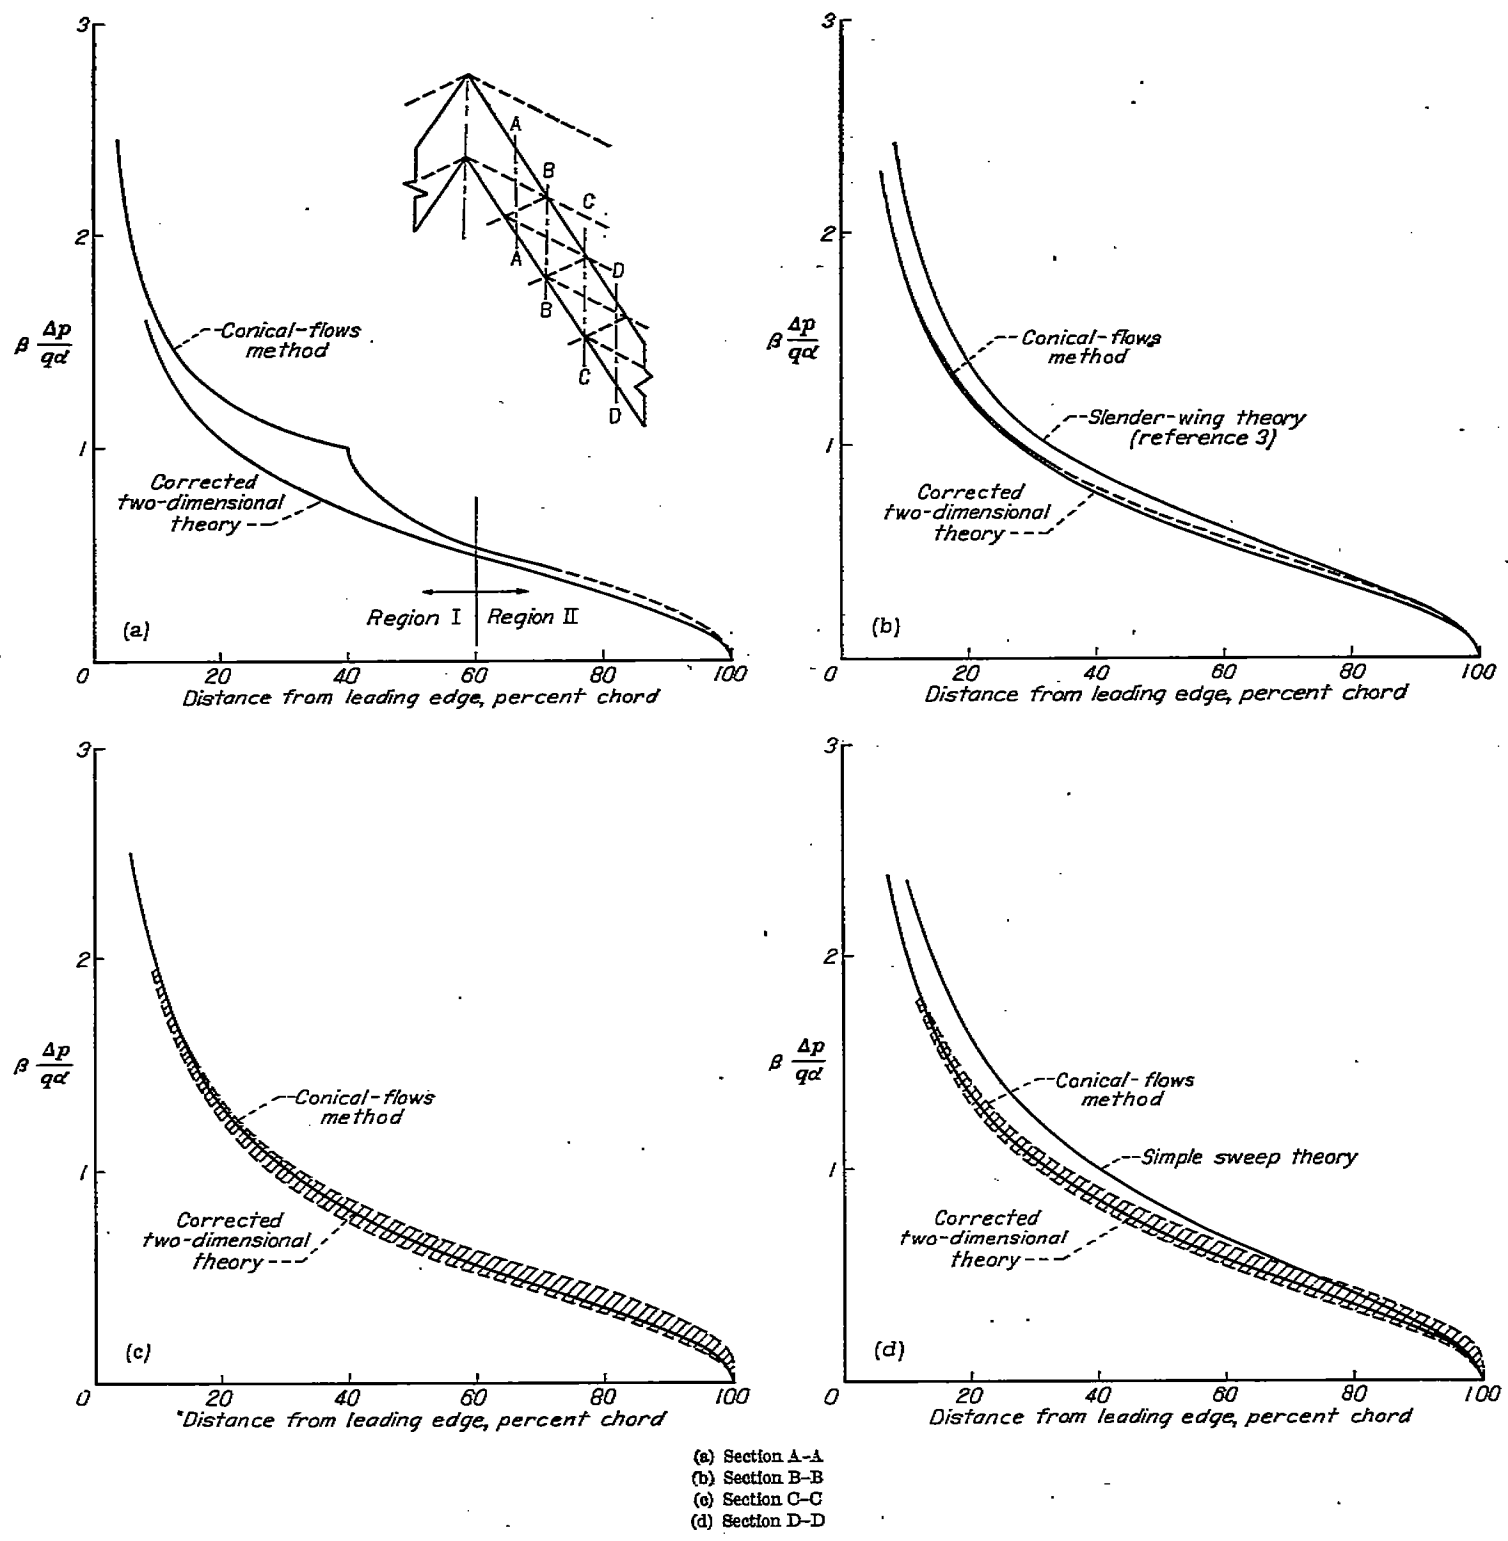 3
2
1
0
β Δp/qα
Conical-flows
method
Corrected
two-dimensional
theory
A
B
C
D
A
B
C
D
Region I
Region II
(a)
20
40
60
80
100
Distance from leading edge, percent chord
3
2
1
0
β Δp/qα
Conical-flows
method
Slender-wing theory
(reference 3)
Corrected
two-dimensional
theory
(b)
20
40
60
80
100
Distance from leading edge, percent chord
3
2
1
0
β Δp/qα
Conical-flows
method
Corrected
two-dimensional
theory
(c)
20
40
60
80
100
Distance from leading edge, percent chord
3
2
1
0
β Δp/qα
Conical-flows
method
Simple sweep theory
Corrected
two-dimensional
theory
(d)
20
40
60
80
100
Distance from leading edge, percent chord
(a) Section A-A
(b) Section B-B
(c) Section C-C
(d) Section D-D